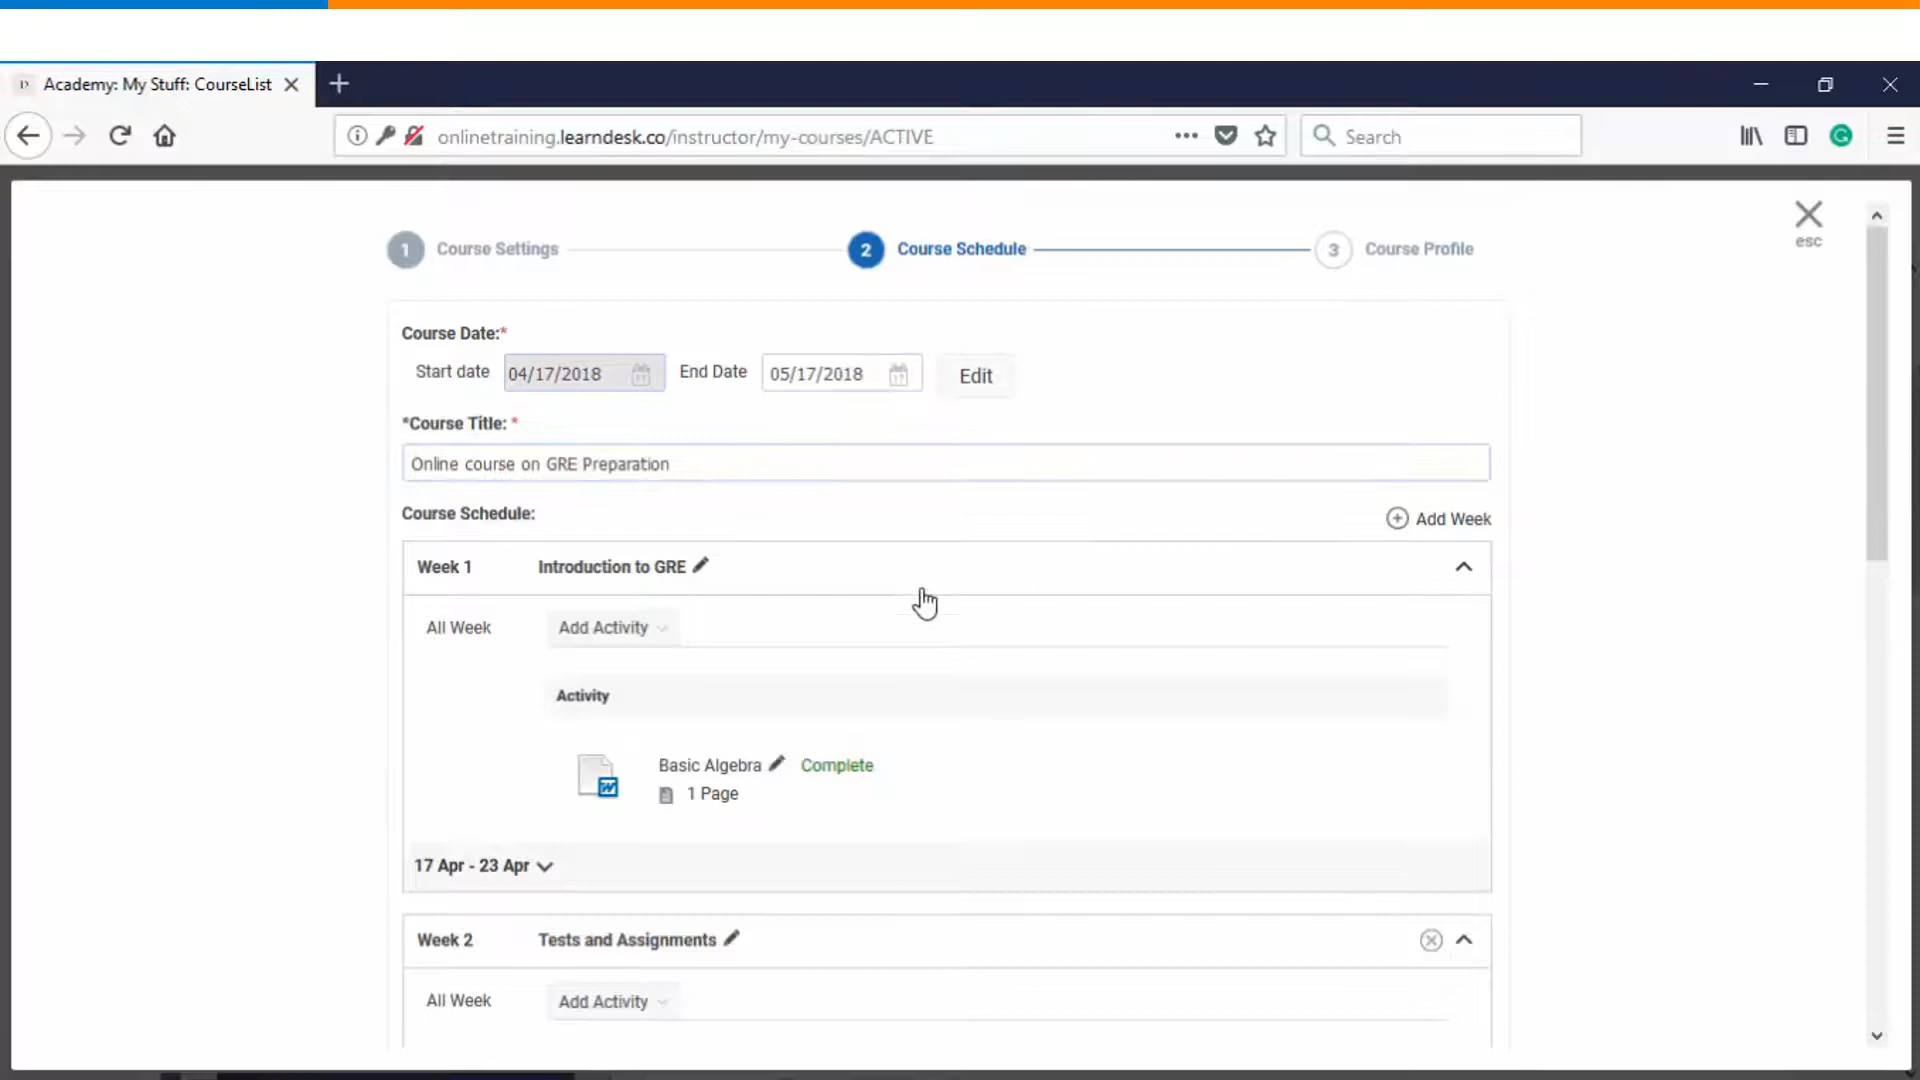 Academy: My Stuff: CourseList
onlinetraining.learndesk.co/instructor/my-courses/ACTIVE
Search
1 Course Settings
2 Course Schedule
3 Course Profile
esc
Course Date:*
Start date 04/17/2018 End Date 05/17/2018 Edit
*Course Title: *
Online course on GRE Preparation
Course Schedule:
Add Week
Week 1 Introduction to GRE
All Week Add Activity
Activity
Basic Algebra Complete
1 Page
17 Apr - 23 Apr
Week 2 Tests and Assignments
All Week Add Activity